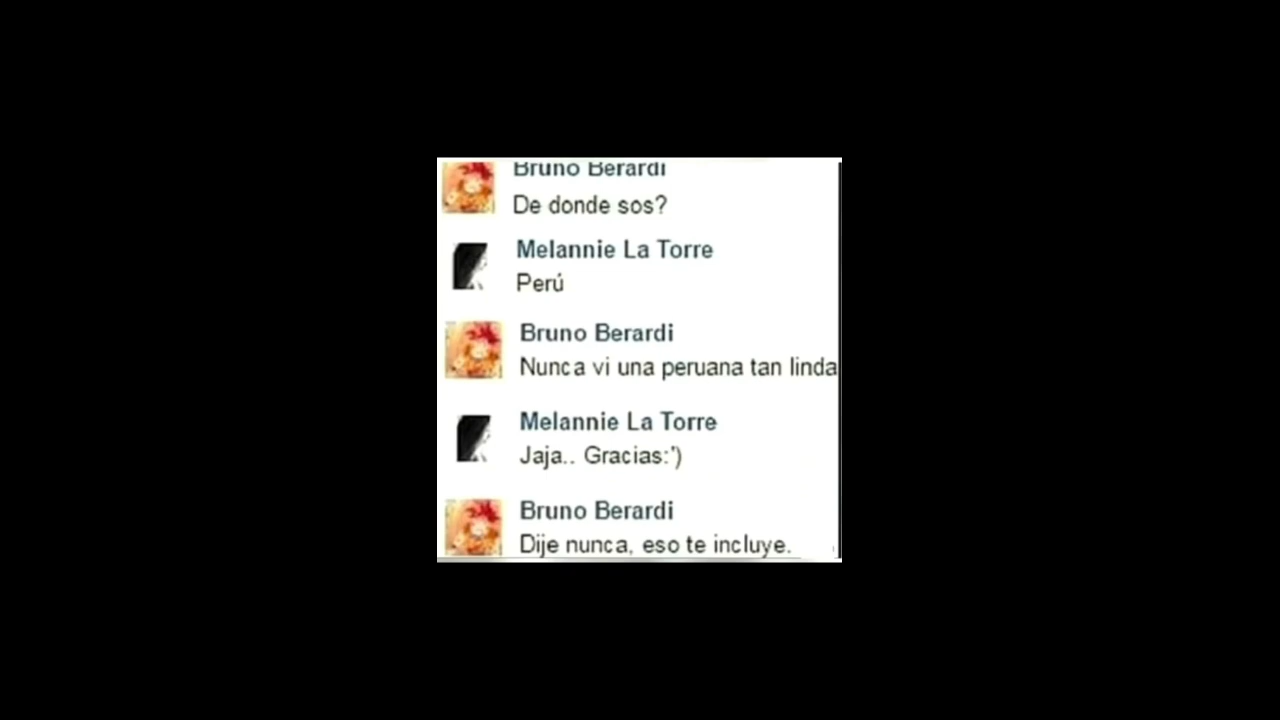 Bruno Berardi
De donde sos?
Melannie La Torre
Perú
Bruno Berardi
Nunca vi una peruana tan linda
Melannie La Torre
Jaja.. Gracias:')
Bruno Berardi
Dije nunca, eso te incluye.